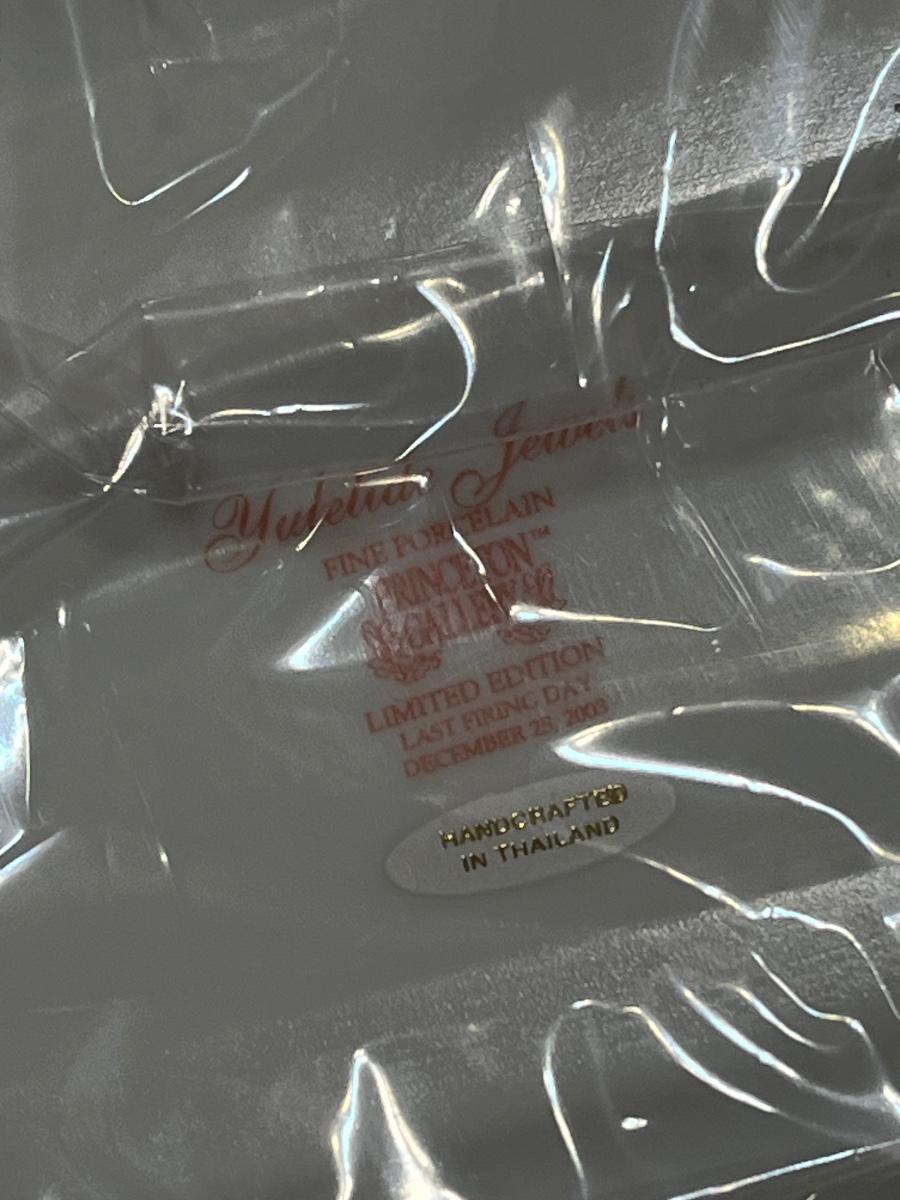 Yuletide Jewels
FINE PORCELAIN
PRINCETON™
GALLERY
LIMITED EDITION
LAST FIRING DAY
DECEMBER 25, 2003
HANDCRAFTED
IN THAILAND